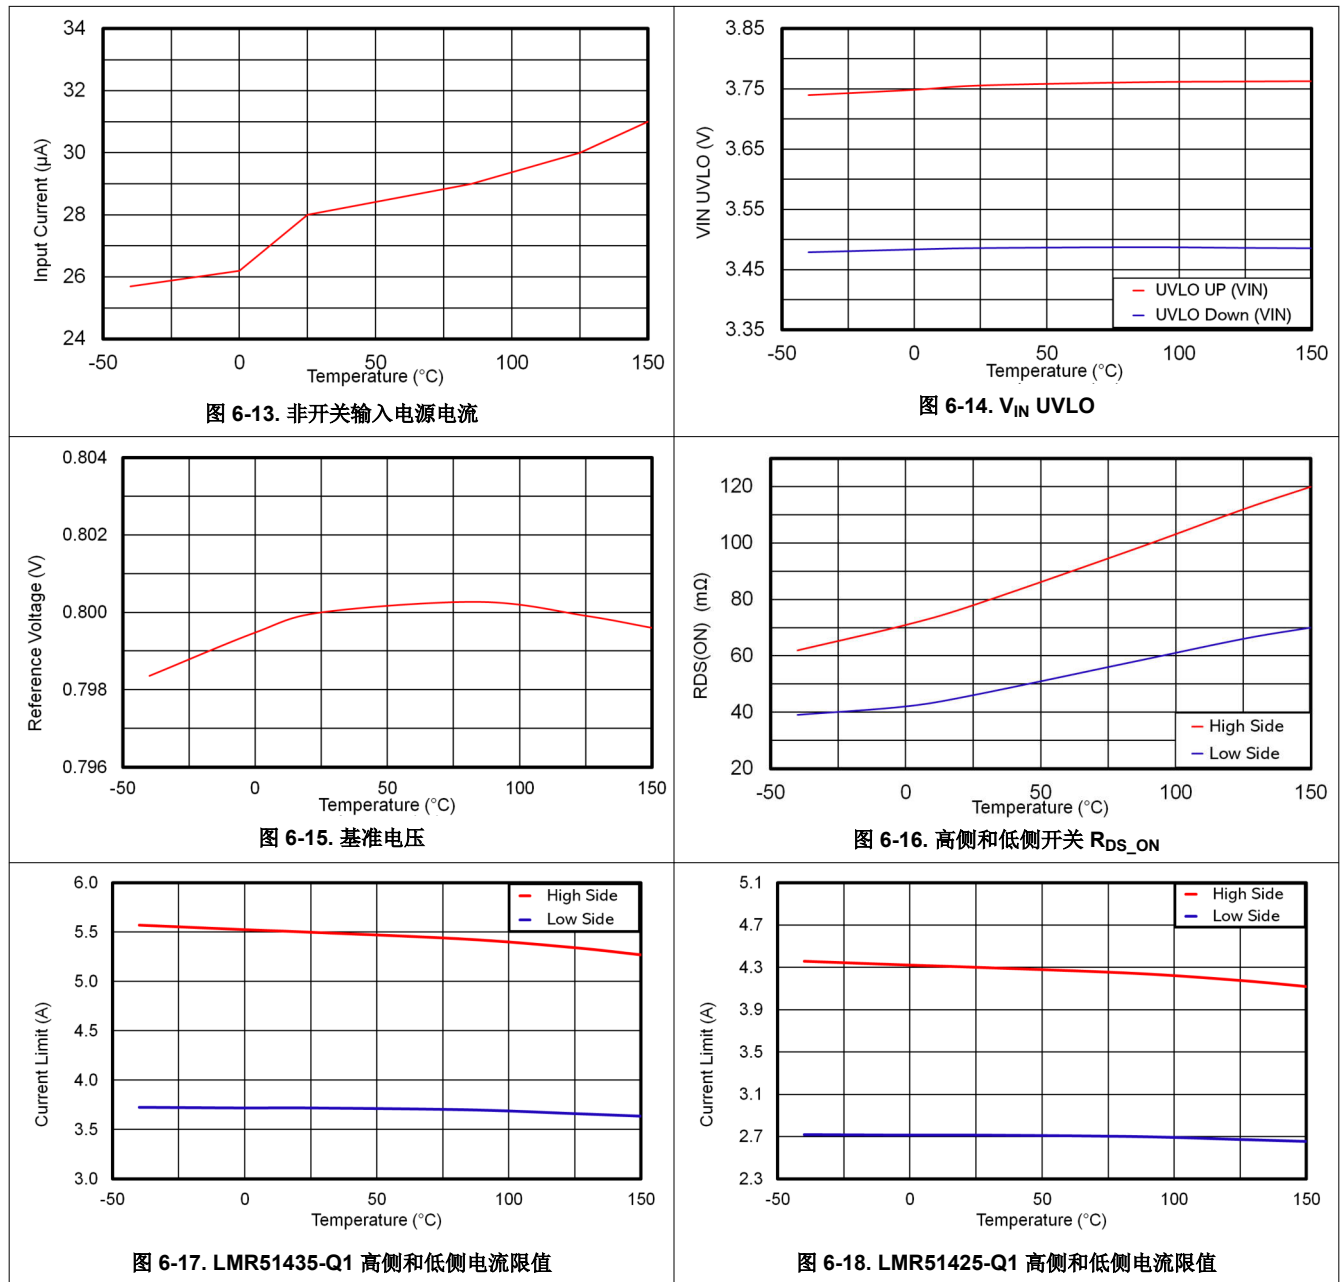 34
32
30
28
26
24
Input Current (µA)
-50 0 50 100 150
Temperature (°C)
图 6-13. 非开关输入电源电流
3.85
3.75
3.65
3.55
3.45
3.35
VIN UVLO (V)
UVLO UP (VIN)
UVLO Down (VIN)
-50 0 50 100 150
Temperature (°C)
图 6-14. VIN UVLO
0.804
0.802
0.800
0.798
0.796
Reference Voltage (V)
-50 0 50 100 150
Temperature (°C)
图 6-15. 基准电压
120
100
80
60
40
20
RDS(ON) (mΩ)
High Side
Low Side
-50 0 50 100 150
Temperature (°C)
图 6-16. 高侧和低侧开关 RDS_ON
6.0
5.5
5.0
4.5
4.0
3.5
3.0
Current Limit (A)
High Side
Low Side
-50 0 50 100 150
Temperature (°C)
图 6-17. LMR51435-Q1 高侧和低侧电流限值
5.1
4.7
4.3
3.9
3.5
3.1
2.7
2.3
Current Limit (A)
High Side
Low Side
-50 0 50 100 150
Temperature (°C)
图 6-18. LMR51425-Q1 高侧和低侧电流限值